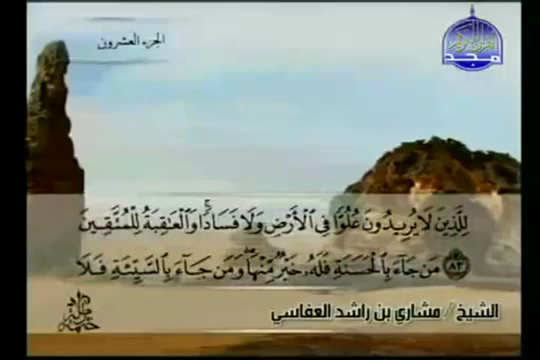 الجزء العشرون
مجد
لِلَّذِينَ لَا يُرِيدُونَ عُلُوًّا فِي الْأَرْضِ وَلَا فَسَادًا ۚ وَالْعَاقِبَةُ لِلْمُتَّقِينَ
٨٣ مَن جَاءَ بِالْحَسَنَةِ فَلَهُ خَيْرٌ مِّنْهَا ۖ وَمَن جَاءَ بِالسَّيِّئَةِ فَلَا
الشيخ / مشاري بن راشد العفاسي